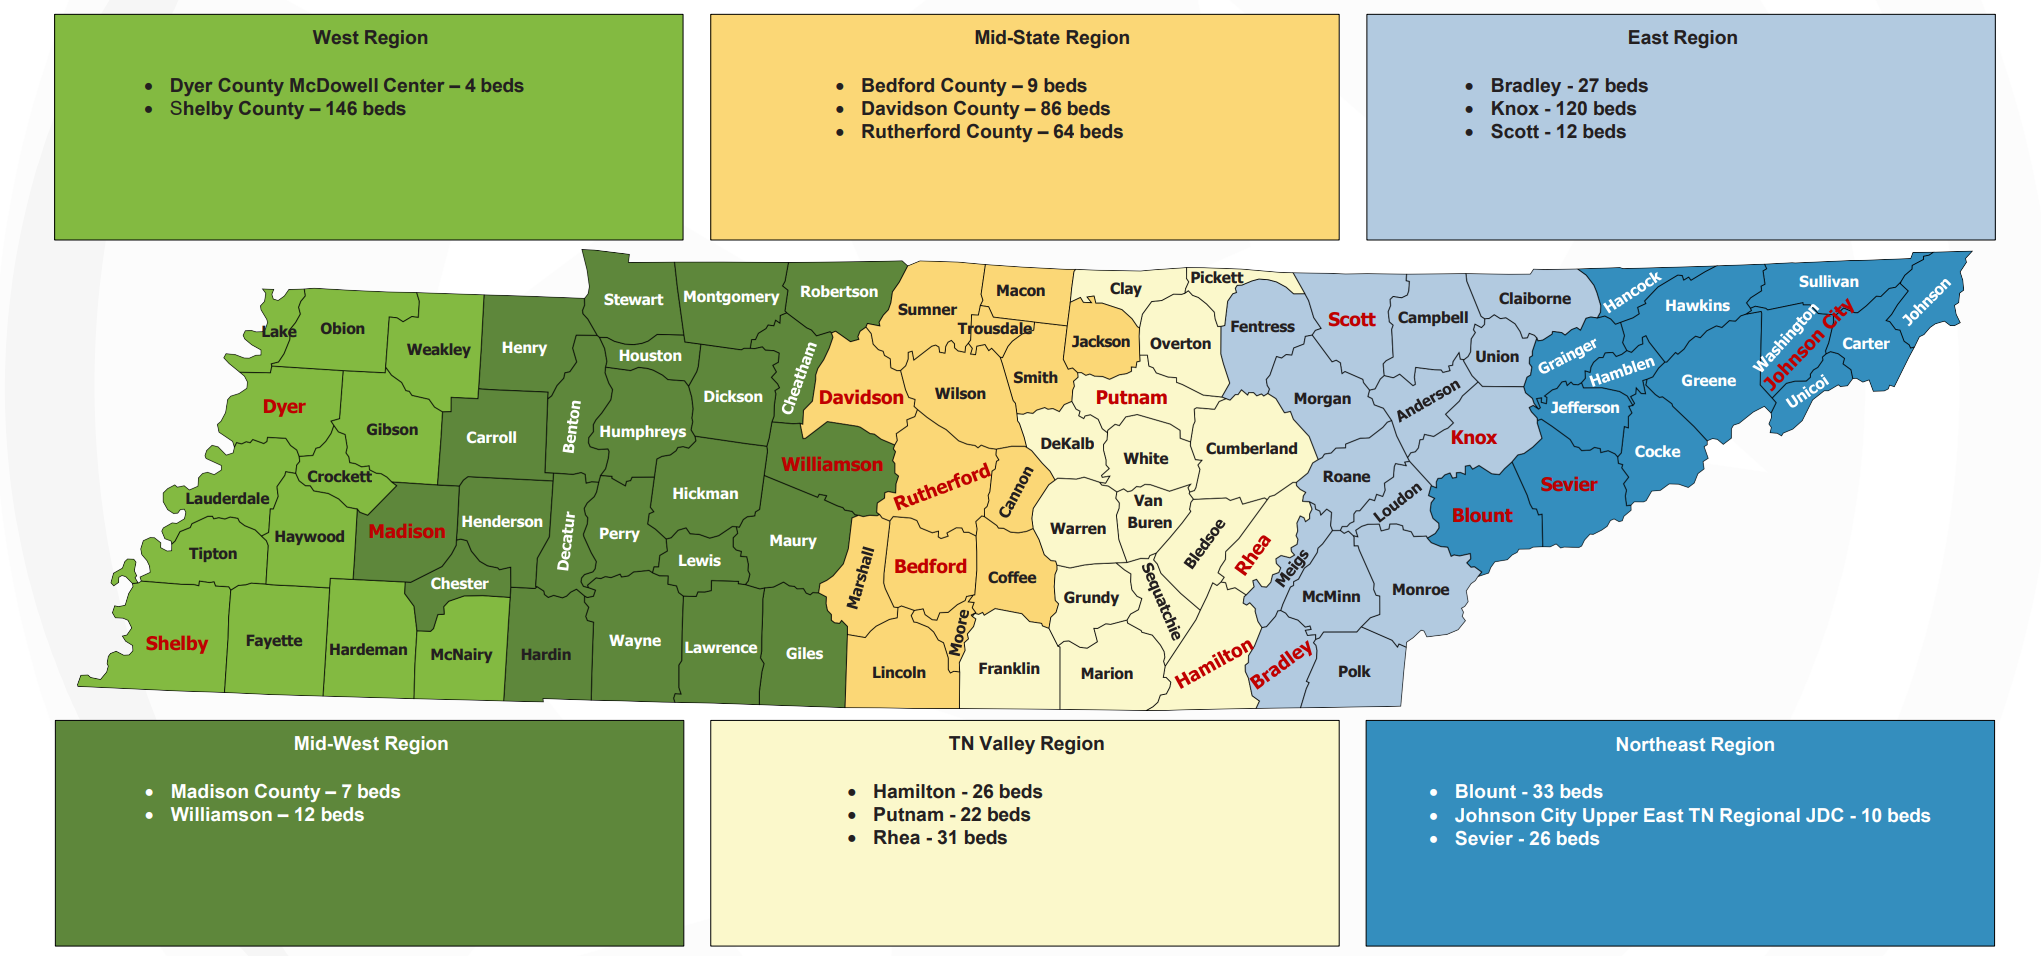 West Region
• Dyer County McDowell Center – 4 beds
• Shelby County – 146 beds
Mid-State Region
• Bedford County – 9 beds
• Davidson County – 86 beds
• Rutherford County – 64 beds
East Region
• Bradley - 27 beds
• Knox - 120 beds
• Scott - 12 beds
Lake
Obion
Weakley
Henry
Stewart
Montgomery
Robertson
Sumner
Macon
Trousdale
Clay
Pickett
Fentress
Scott
Campbell
Claiborne
Hancock
Hawkins
Sullivan
Johnson
Washington
Johnson City
Carter
Unicoi
Greene
Hamblen
Grainger
Union
Jackson
Overton
Smith
Wilson
Davidson
Cheatham
Houston
Dickson
Benton
Humphreys
Carroll
Gibson
Dyer
Crockett
Lauderdale
Haywood
Tipton
Madison
Henderson
Decatur
Perry
Hickman
Williamson
Rutherford
Cannon
DeKalb
Putnam
White
Cumberland
Morgan
Anderson
Knox
Jefferson
Cocke
Sevier
Blount
Loudon
Roane
Rhea
Meigs
Bledsoe
Van
Buren
Warren
Coffee
Bedford
Marshall
Maury
Lewis
Chester
Shelby
Fayette
Hardeman
McNairy
Hardin
Wayne
Lawrence
Giles
Lincoln
Moore
Franklin
Grundy
Marion
Sequatchie
Hamilton
Bradley
Polk
McMinn
Monroe
Mid-West Region
• Madison County – 7 beds
• Williamson – 12 beds
TN Valley Region
• Hamilton - 26 beds
• Putnam - 22 beds
• Rhea - 31 beds
Northeast Region
• Blount - 33 beds
• Johnson City Upper East TN Regional JDC - 10 beds
• Sevier - 26 beds